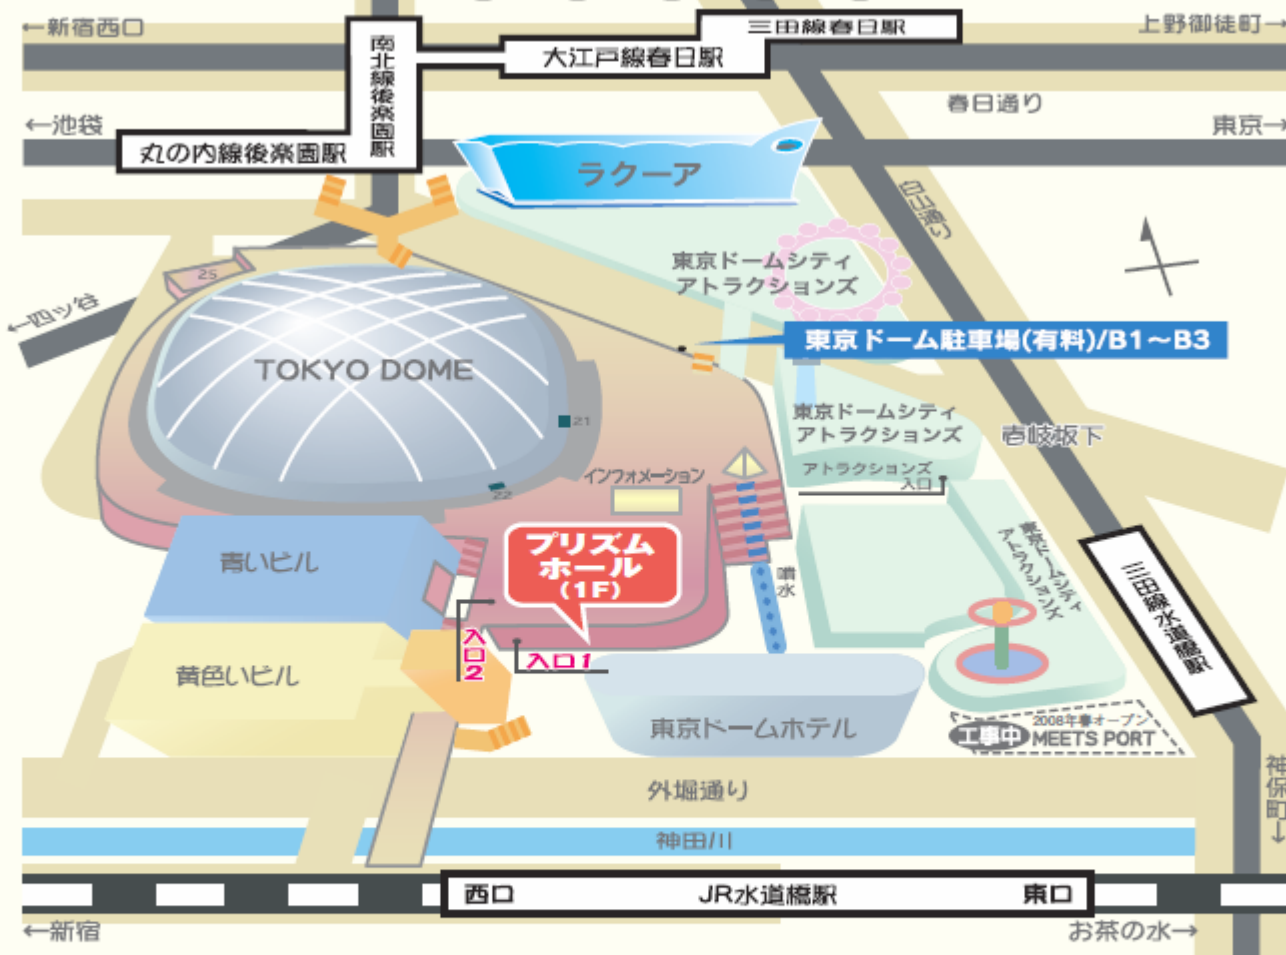 ←新宿西口
三田線春日駅
上野御徒町→
南北線後楽園駅
大江戸線春日駅
春日通り
←池袋
東京→
丸の内線後楽園駅
ラクーア
白山通り
東京ドームシティ
アトラクションズ
25
←四ツ谷
東京ドーム駐車場(有料)/B1～B3
TOKYO DOME
21
東京ドームシティ
アトラクションズ
壱岐坂下
アトラクションズ
入口
インフォメーション
22
プリズム
ホール
(1F)
青いビル
噴水
東京ドームシティ
アトラクションズ
三田線水道橋駅
入口2
入口1
黄色いビル
東京ドームホテル
工事中
2008年春オープン
MEETS PORT
外堀通り
神保町→
神田川
西口
JR水道橋駅
東口
←新宿
お茶の水→